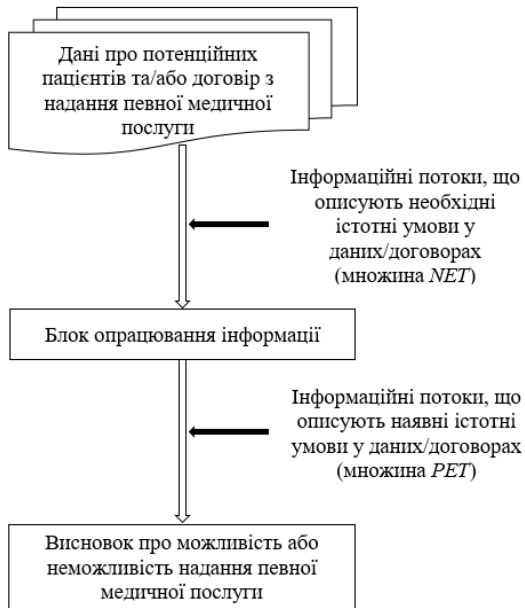 Дані про потенційних
пацієнтів та/або договір з
надання певної медичної
послуги
Інформаційні потоки, що
описують необхідні
істотні умови у
даних/договорах
(множина NET)
Блок опрацювання інформації
Інформаційні потоки, що
описують наявні істотні
умови у даних/договорах
(множина PET)
Висновок про можливість або
неможливість надання певної
медичної послуги